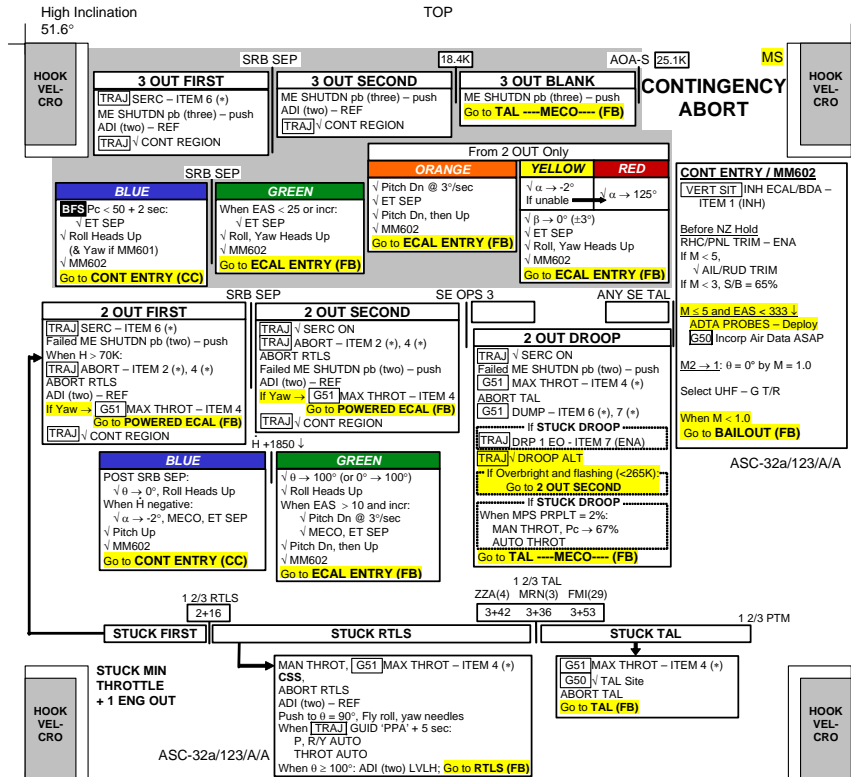 High Inclination
51.6°
TOP
MS
HOOK
VEL-
CRO
HOOK
VEL-
CRO
SRB SEP
18.4K
AOA-S 25.1K
CONTINGENCY
ABORT
3 OUT FIRST
TRAJ SERC – ITEM 6 (*)
ME SHUTDN pb (three) – push
ADI (two) – REF
TRAJ √ CONT REGION
3 OUT SECOND
ME SHUTDN pb (three) – push
ADI (two) – REF
TRAJ √ CONT REGION
3 OUT BLANK
ME SHUTDN pb (three) – push
Go to TAL ----MECO---- (FB)
SRB SEP
BLUE
BFS Pc < 50 + 2 sec:
√ ET SEP
√ Roll Heads Up
(& Yaw if MM601)
√ MM602
Go to CONT ENTRY (CC)
GREEN
When EAS < 25 or incr:
√ ET SEP
√ Roll, Yaw Heads Up
√ MM602
Go to ECAL ENTRY (FB)
From 2 OUT Only
ORANGE
√ Pitch Dn @ 3°/sec
√ ET SEP
√ Pitch Dn, then Up
√ MM602
Go to ECAL ENTRY (FB)
YELLOW
RED
√ α → -2°
If unable
√ α → 125°
√ β → 0° (±3°)
√ ET SEP
√ Roll, Yaw Heads Up
√ MM602
Go to ECAL ENTRY (FB)
CONT ENTRY / MM602
VERT SIT INH ECAL/BDA –
ITEM 1 (INH)
Before NZ Hold
RHC/PNL TRIM – ENA
If M < 5,
√ AIL/RUD TRIM
If M < 3, S/B = 65%
M ≤ 5 and EAS < 333 ↓
ADTA PROBES – Deploy
G50 Incorp Air Data ASAP
M2 → 1: θ = 0° by M = 1.0
Select UHF – G T/R
When M < 1.0
Go to BAILOUT (FB)
ASC-32a/123/A/A
SRB SEP
SE OPS 3
ANY SE TAL
2 OUT FIRST
TRAJ SERC – ITEM 6 (*)
Failed ME SHUTDN pb (two) – push
When H > 70K:
TRAJ ABORT – ITEM 2 (*), 4 (*)
ABORT RTLS
ADI (two) – REF
If Yaw → G51 MAX THROT – ITEM 4
Go to POWERED ECAL (FB)
TRAJ √ CONT REGION
2 OUT SECOND
TRAJ √ SERC ON
TRAJ ABORT – ITEM 2 (*), 4 (*)
ABORT RTLS
Failed ME SHUTDN pb (two) – push
ADI (two) – REF
If Yaw → G51 MAX THROT – ITEM 4
Go to POWERED ECAL (FB)
TRAJ √ CONT REGION
2 OUT DROOP
TRAJ √ SERC ON
Failed ME SHUTDN pb (two) – push
G51 MAX THROT – ITEM 4 (*)
ABORT TAL
G51 DUMP – ITEM 6 (*), 7 (*)
If STUCK DROOP
TRAJ DRP 1 EO - ITEM 7 (ENA)
TRAJ √ DROOP ALT
If Overbright and flashing (<265K):
Go to 2 OUT SECOND
If STUCK DROOP
When MPS PRPLT = 2%:
MAN THROT, Pc → 67%
AUTO THROT
Go to TAL ----MECO---- (FB)
Ḣ +1850 ↓
BLUE
POST SRB SEP:
√ θ → 0°, Roll Heads Up
When Ḣ negative:
√ α → -2°, MECO, ET SEP
√ Pitch Up
√ MM602
Go to CONT ENTRY (CC)
GREEN
√ θ → 100° (or 0° → 100°)
√ Roll Heads Up
When EAS > 10 and incr:
√ Pitch Dn @ 3°/sec
√ MECO, ET SEP
√ Pitch Dn, then Up
√ MM602
Go to ECAL ENTRY (FB)
1 2/3 RTLS
2+16
1 2/3 TAL
ZZA(4) MRN(3) FMI(29)
3+42 3+36 3+53
1 2/3 PTM
STUCK FIRST
STUCK RTLS
STUCK TAL
STUCK MIN
THROTTLE
+ 1 ENG OUT
MAN THROT, G51 MAX THROT – ITEM 4 (*)
CSS,
ABORT RTLS
ADI (two) – REF
Push to θ = 90°, Fly roll, yaw needles
When TRAJ GUID 'PPA' + 5 sec:
P, R/Y AUTO
THROT AUTO
When θ ≥ 100°: ADI (two) LVLH; Go to RTLS (FB)
G51 MAX THROT – ITEM 4 (*)
G50 √ TAL Site
ABORT TAL
Go to TAL (FB)
ASC-32a/123/A/A
HOOK
VEL-
CRO
HOOK
VEL-
CRO